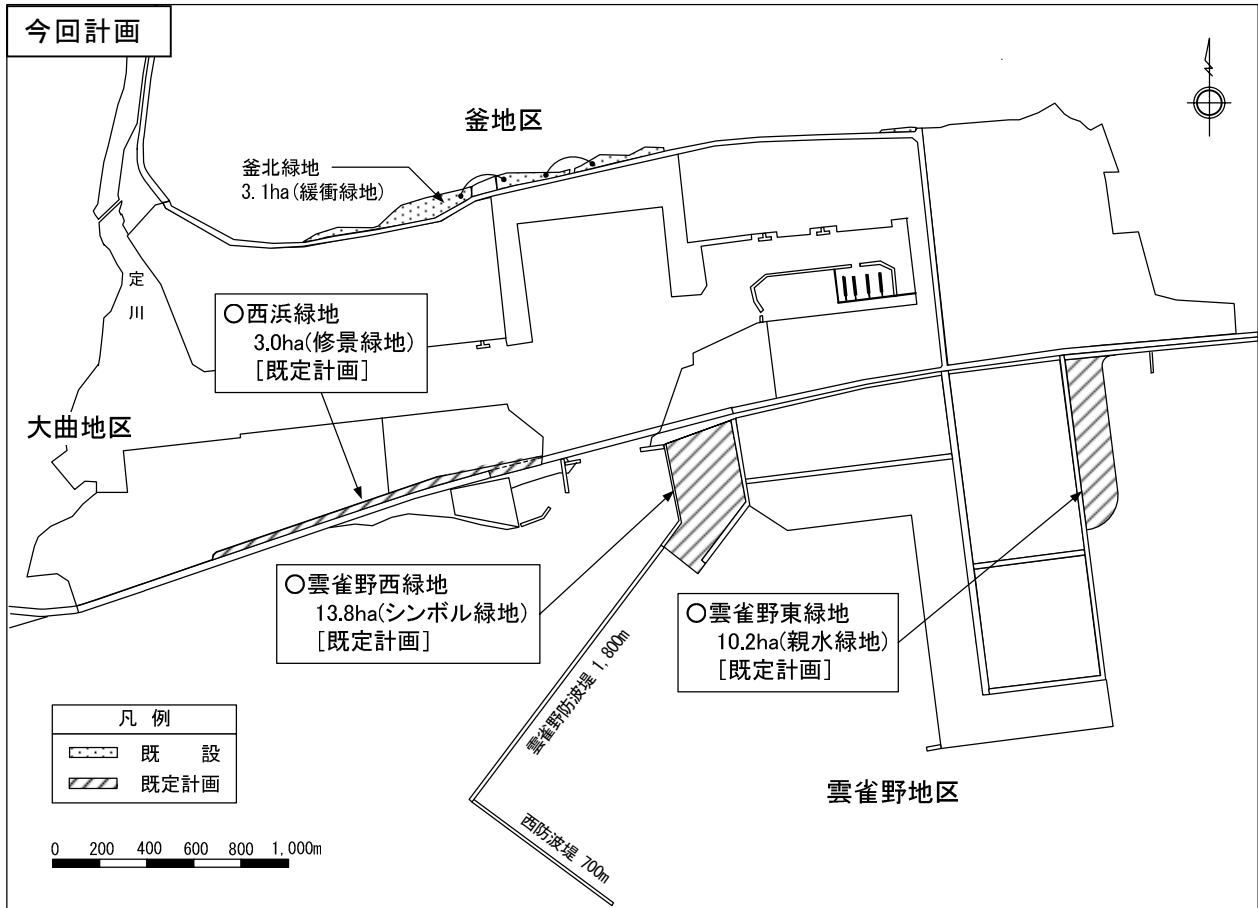 今回計画
釜地区
釜北緑地
3.1ha(緩衝緑地)
定
川
○西浜緑地
3.0ha(修景緑地)
[既定計画]
大曲地区
○雲雀野西緑地
13.8ha(シンボル緑地)
[既定計画]
○雲雀野東緑地
10.2ha(親水緑地)
[既定計画]
雲雀野防波堤 1,800m
西防波堤 700m
雲雀野地区
凡 例
既 設
既定計画
0 200 400 600 800 1,000m